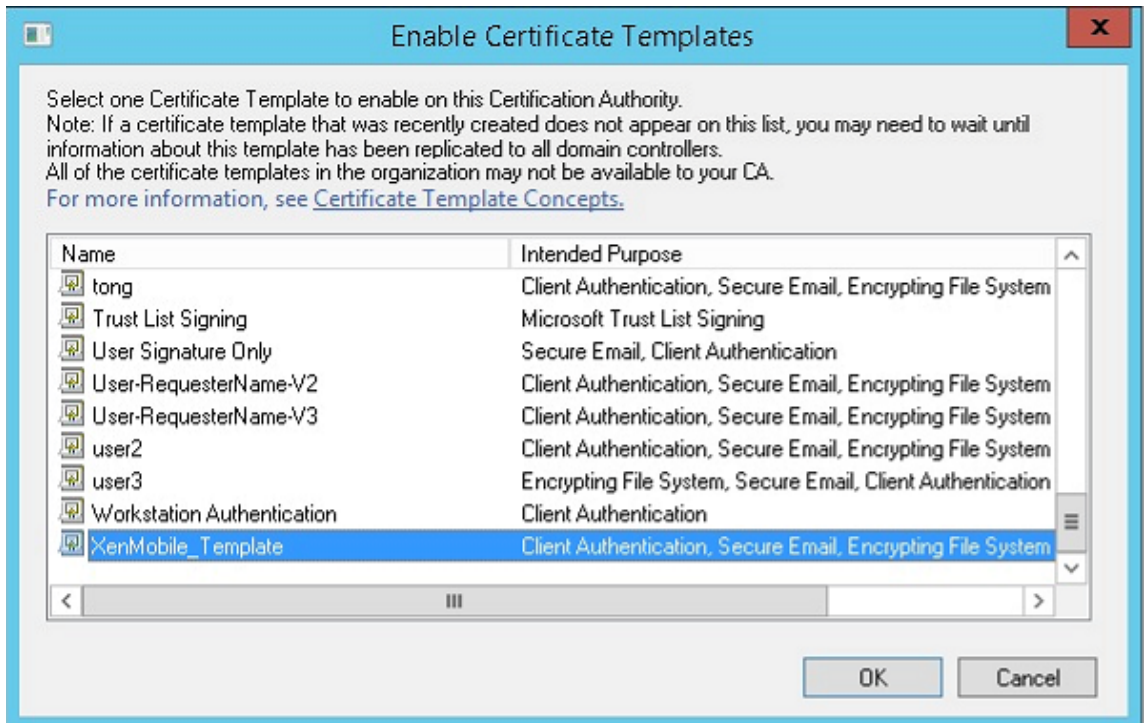 Enable Certificate Templates
x
Select one Certificate Template to enable on this Certification Authority.
Note: If a certificate template that was recently created does not appear on this list, you may need to wait until
information about this template has been replicated to all domain controllers.
All of the certificate templates in the organization may not be available to your CA.
For more information, see Certificate Template Concepts.
Name Intended Purpose
tong Client Authentication, Secure Email, Encrypting File System
Trust List Signing Microsoft Trust List Signing
User Signature Only Secure Email, Client Authentication
User-RequesterName-V2 Client Authentication, Secure Email, Encrypting File System
User-RequesterName-V3 Client Authentication, Secure Email, Encrypting File System
user2 Client Authentication, Secure Email, Encrypting File System
user3 Encrypting File System, Secure Email, Client Authentication
Workstation Authentication Client Authentication
XenMobile_Template Client Authentication, Secure Email, Encrypting File System
OK Cancel